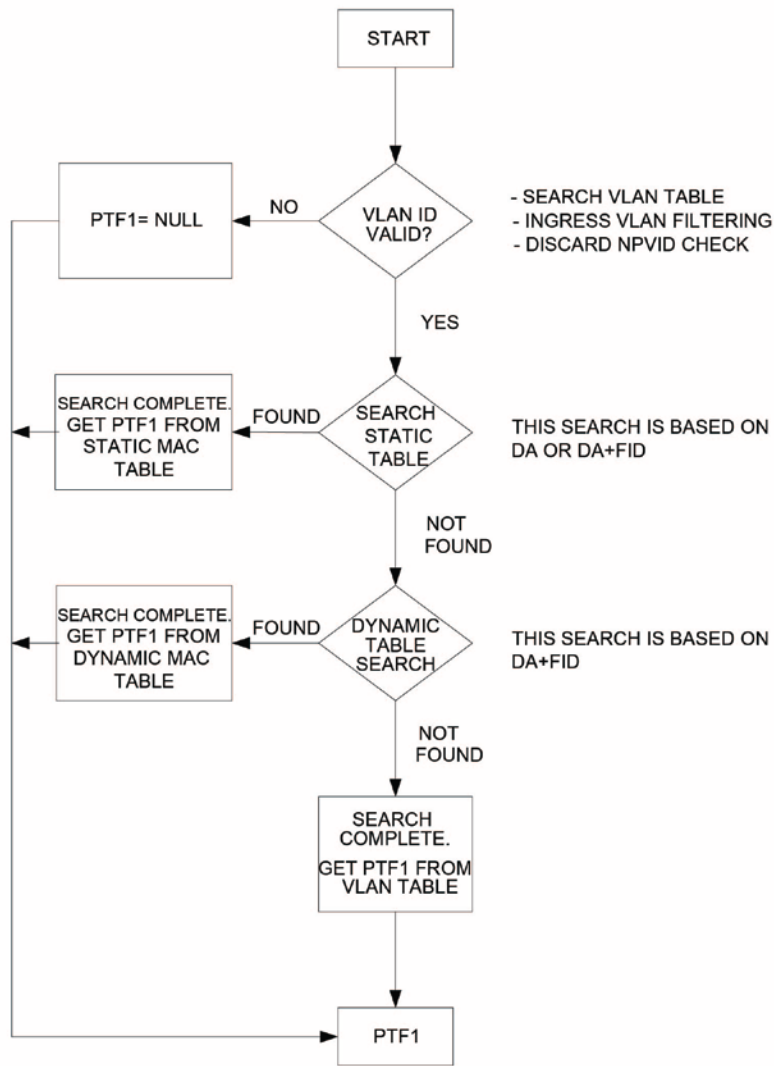 START
PTF1= NULL
NO
VLAN ID
VALID?
- SEARCH VLAN TABLE
- INGRESS VLAN FILTERING
- DISCARD NPVID CHECK
YES
SEARCH COMPLETE.
GET PTF1 FROM
STATIC MAC
TABLE
FOUND
SEARCH
STATIC
TABLE
THIS SEARCH IS BASED ON
DA OR DA+FID
NOT
FOUND
SEARCH COMPLETE.
GET PTF1 FROM
DYNAMIC MAC
TABLE
FOUND
DYNAMIC
TABLE
SEARCH
THIS SEARCH IS BASED ON
DA+FID
NOT
FOUND
SEARCH
COMPLETE.
GET PTF1 FROM
VLAN TABLE
PTF1